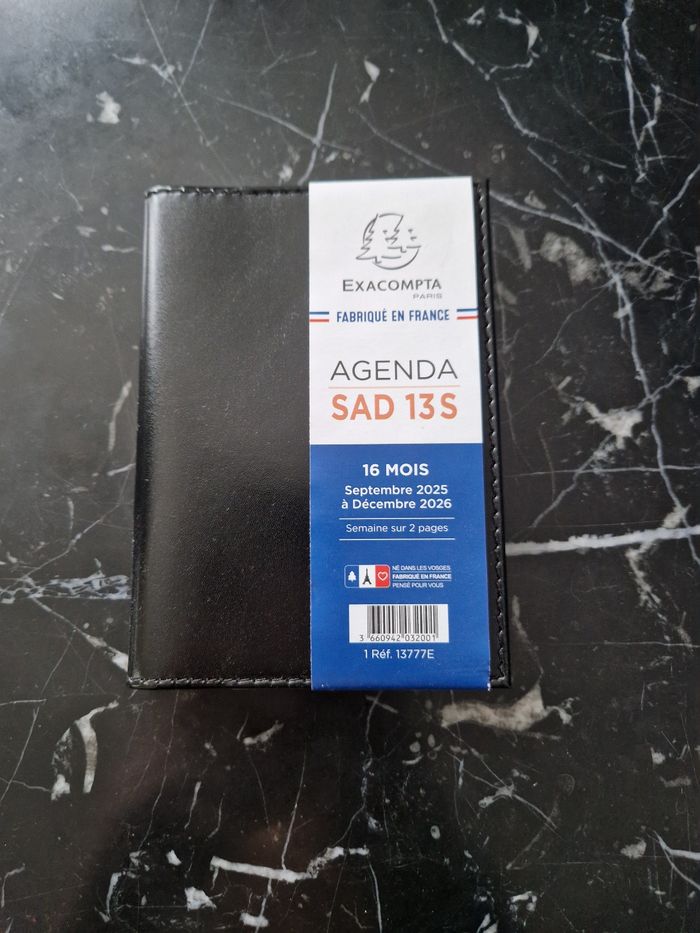 EXACOMPTA
PARIS
FABRIQUÉ EN FRANCE
AGENDA
SAD 13S
16 MOIS
Septembre 2025
à Décembre 2026
Semaine sur 2 pages
NÉ DANS LES VOSGES
FABRIQUÉ EN FRANCE
PENSÉ POUR VOUS
3 660942 032001
1 Réf. 13777E